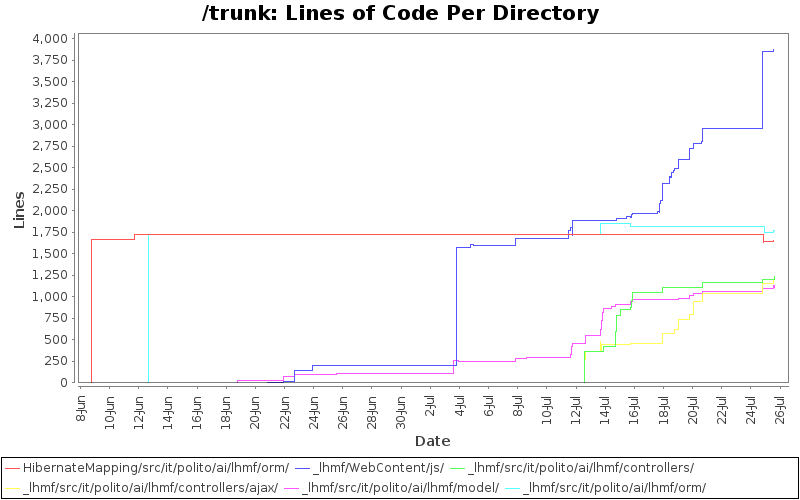 /trunk: Lines of Code Per Directory
4,000
3,750
3,500
3,250
3,000
2,750
2,500
2,250
2,000
1,750
1,500
1,250
1,000
750
500
250
0
Lines
8-Jun 10-Jun 12-Jun 14-Jun 16-Jun 18-Jun 20-Jun 22-Jun 24-Jun 26-Jun 28-Jun 30-Jun 2-Jul 4-Jul 6-Jul 8-Jul 10-Jul 12-Jul 14-Jul 16-Jul 18-Jul 20-Jul 22-Jul 24-Jul 26-Jul
Date
HibernateMapping/src/it/polito/ai/lhmf/orm/ _lhmf/WebContent/js/ _lhmf/src/it/polito/ai/lhmf/controllers/
_lhmf/src/it/polito/ai/lhmf/controllers/ajax/ _lhmf/src/it/polito/ai/lhmf/model/ _lhmf/src/it/polito/ai/lhmf/orm/